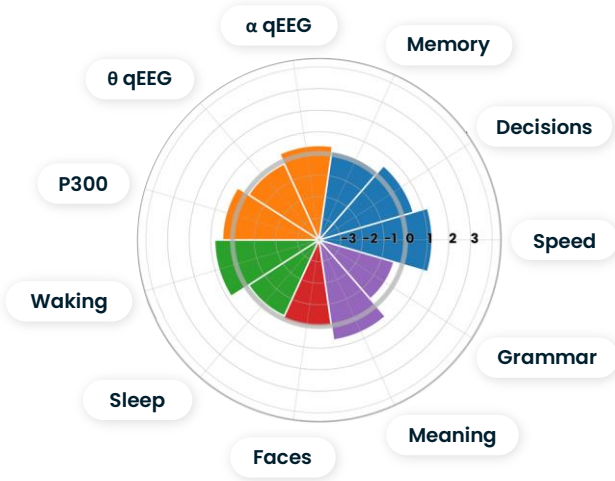 α qEEG
Memory
θ qEEG
Decisions
P300
-3 -2 -1 0 1 2 3
Speed
Waking
Grammar
Sleep
Meaning
Faces